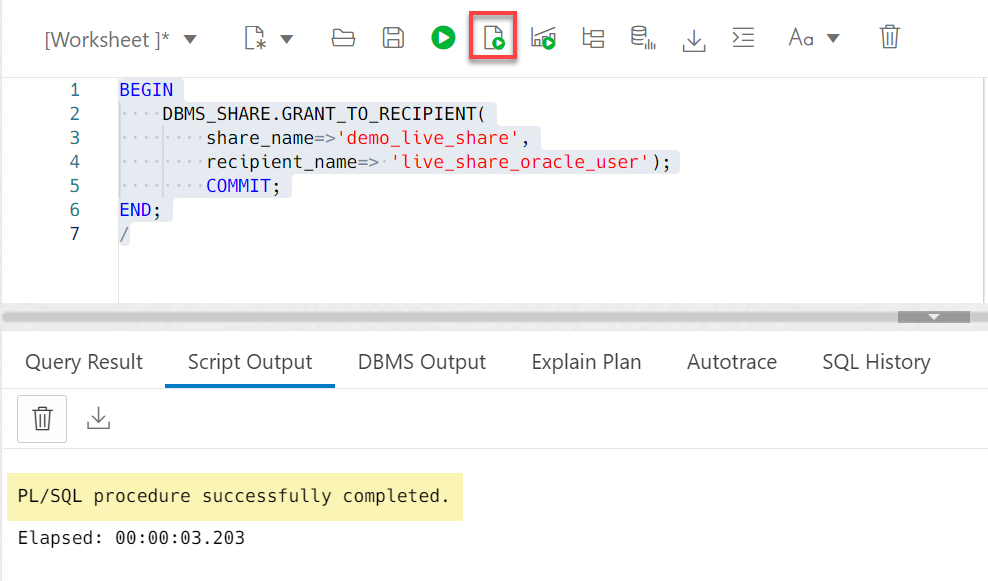 [Worksheet ]*
Aa
1 BEGIN
2 DBMS_SHARE.GRANT_TO_RECIPIENT(
3 share_name=>'demo_live_share',
4 recipient_name=> 'live_share_oracle_user');
5 COMMIT;
6 END;
7 /
Query Result Script Output DBMS Output Explain Plan Autotrace SQL History
PL/SQL procedure successfully completed.
Elapsed: 00:00:03.203